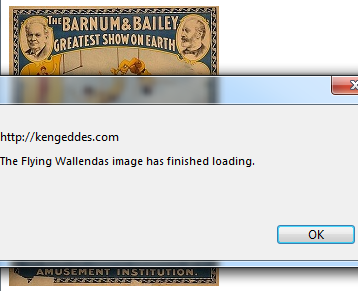 THE BARNUM & BAILEY
GREATEST SHOW ON EARTH
http://kengeddes.com
The Flying Wallendas image has finished loading.
OK
AMUSEMENT INSTITUTION.